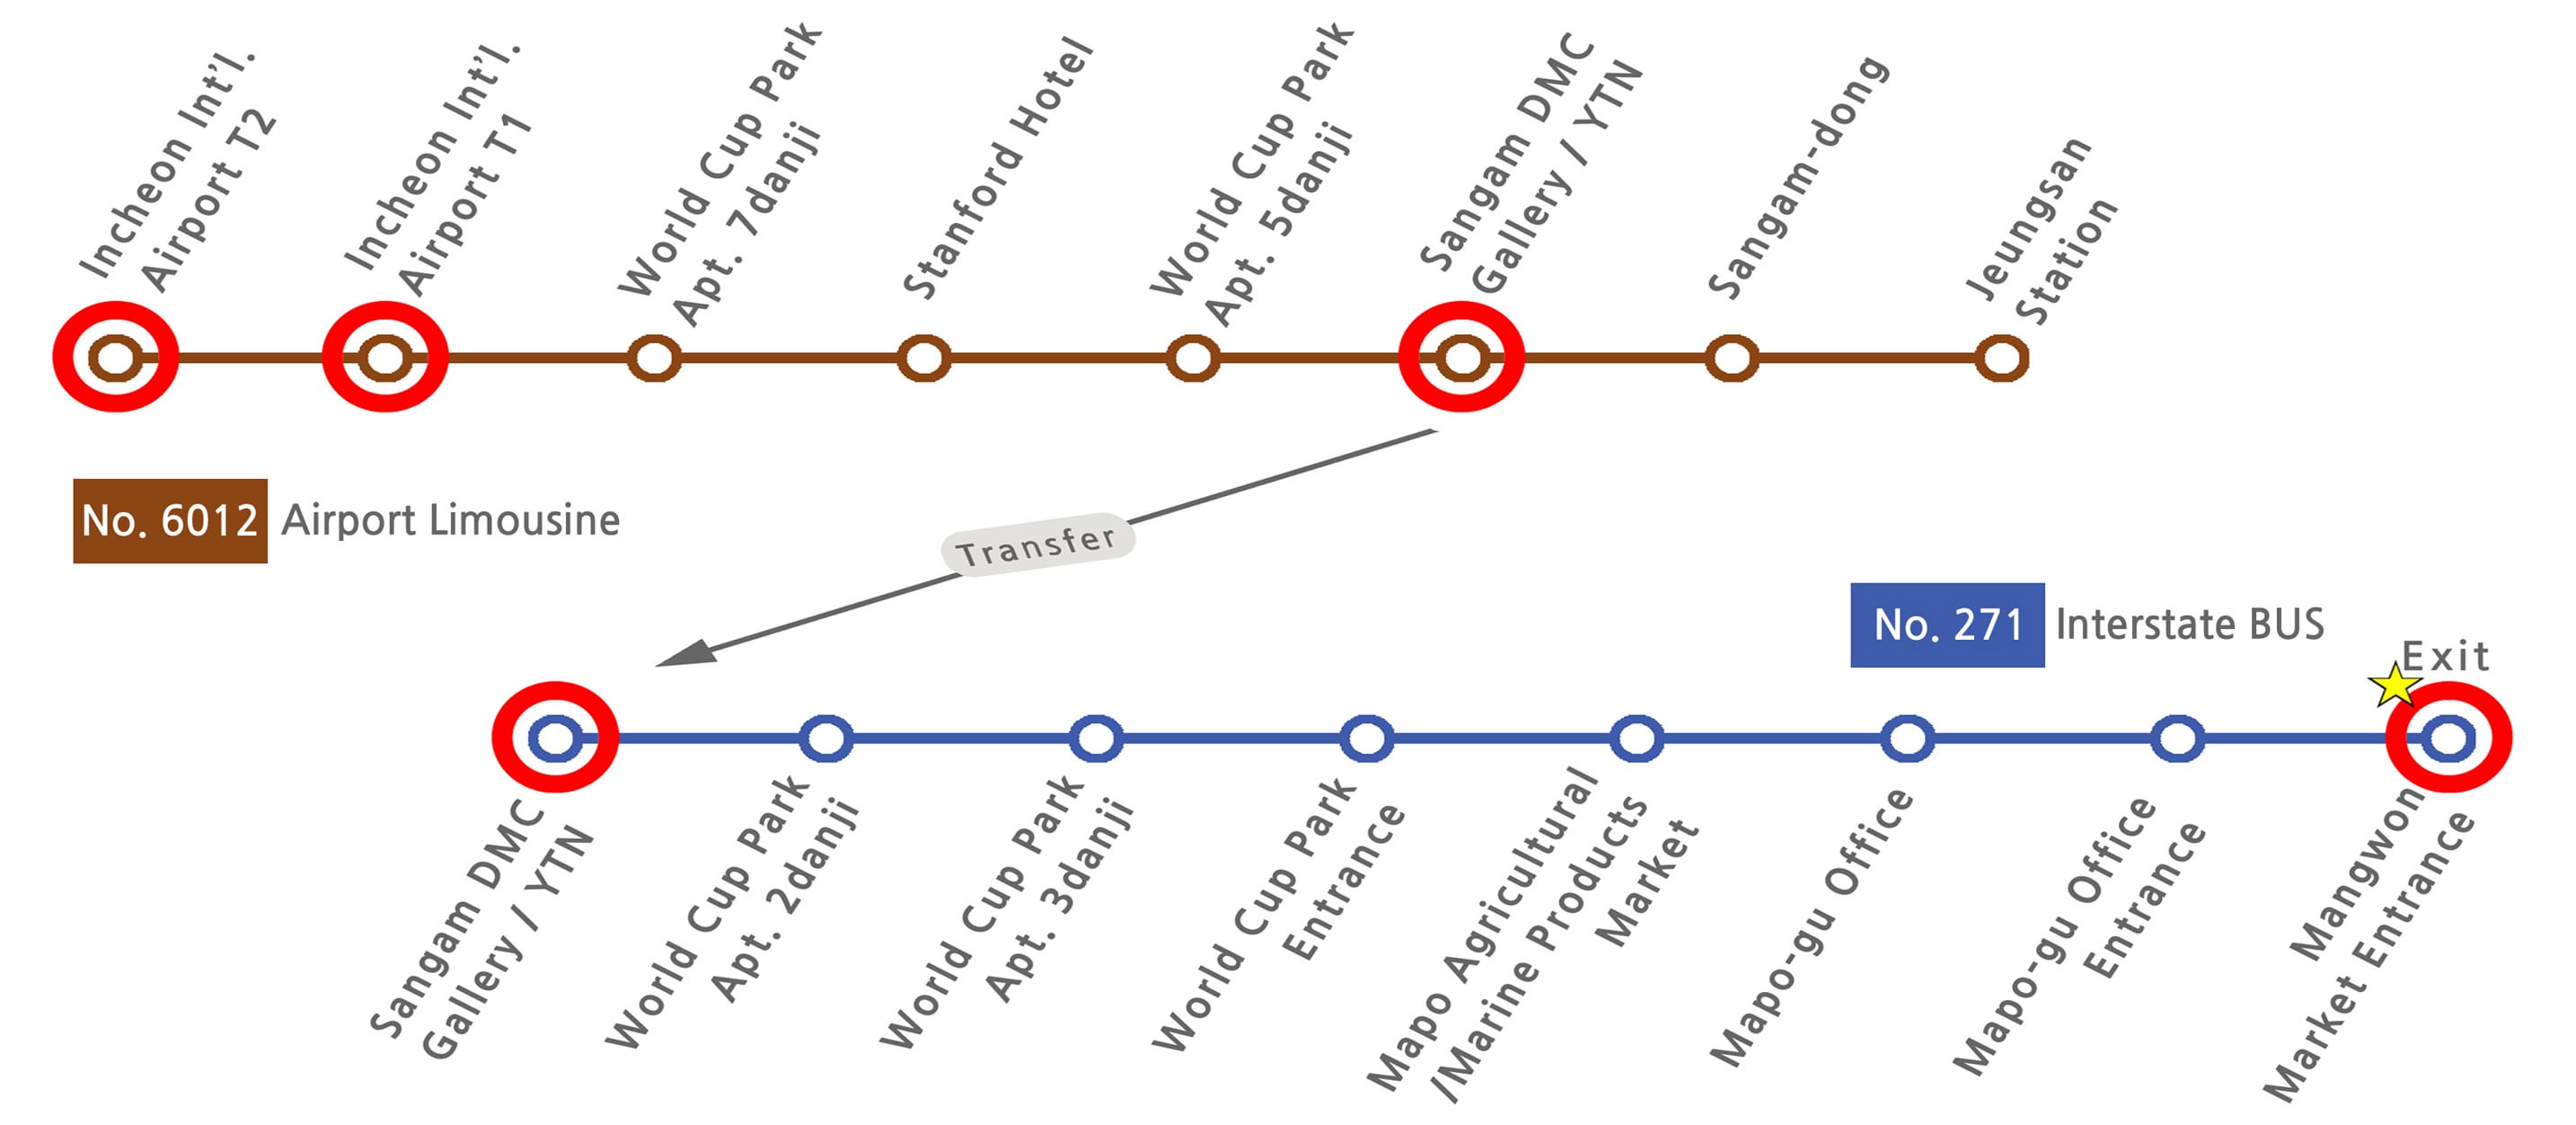 Incheon Int'l.
Airport T2
Incheon Int'l.
Airport T1
World Cup Park
Apt. 7danji
Stanford Hotel
World Cup Park
Apt. 5danji
Sangam DMC
Gallery / YTN
Sangam-dong
Jeungsan
Station
No. 6012 Airport Limousine
Transfer
No. 271 Interstate BUS
Exit
Sangam DMC
Gallery / YTN
World Cup Park
Apt. 2danji
World Cup Park
Apt. 3danji
World Cup Park
Entrance
Mapo Agricultural
/Marine Products
Market
Mapo-gu Office
Mapo-gu Office
Entrance
Mangwon
Market Entrance